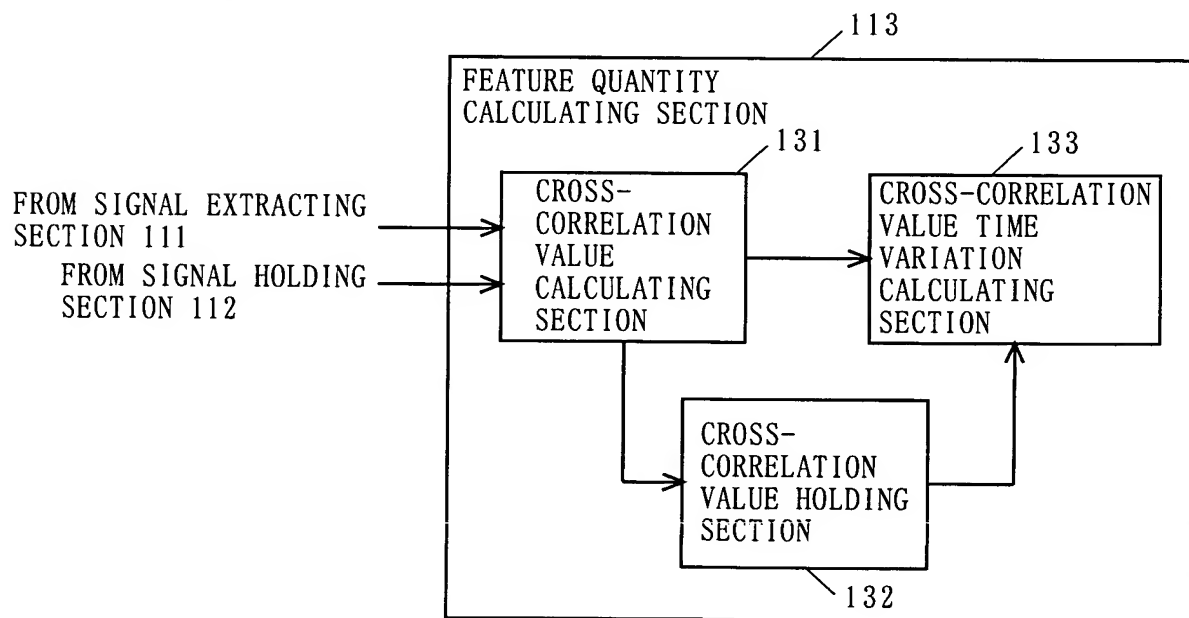 113
FEATURE QUANTITY
CALCULATING SECTION
131
133
FROM SIGNAL EXTRACTING
SECTION 111
FROM SIGNAL HOLDING
SECTION 112
CROSS-
CORRELATION
VALUE
CALCULATING
SECTION
CROSS-CORRELATION
VALUE TIME
VARIATION
CALCULATING
SECTION
CROSS-
CORRELATION
VALUE HOLDING
SECTION
132